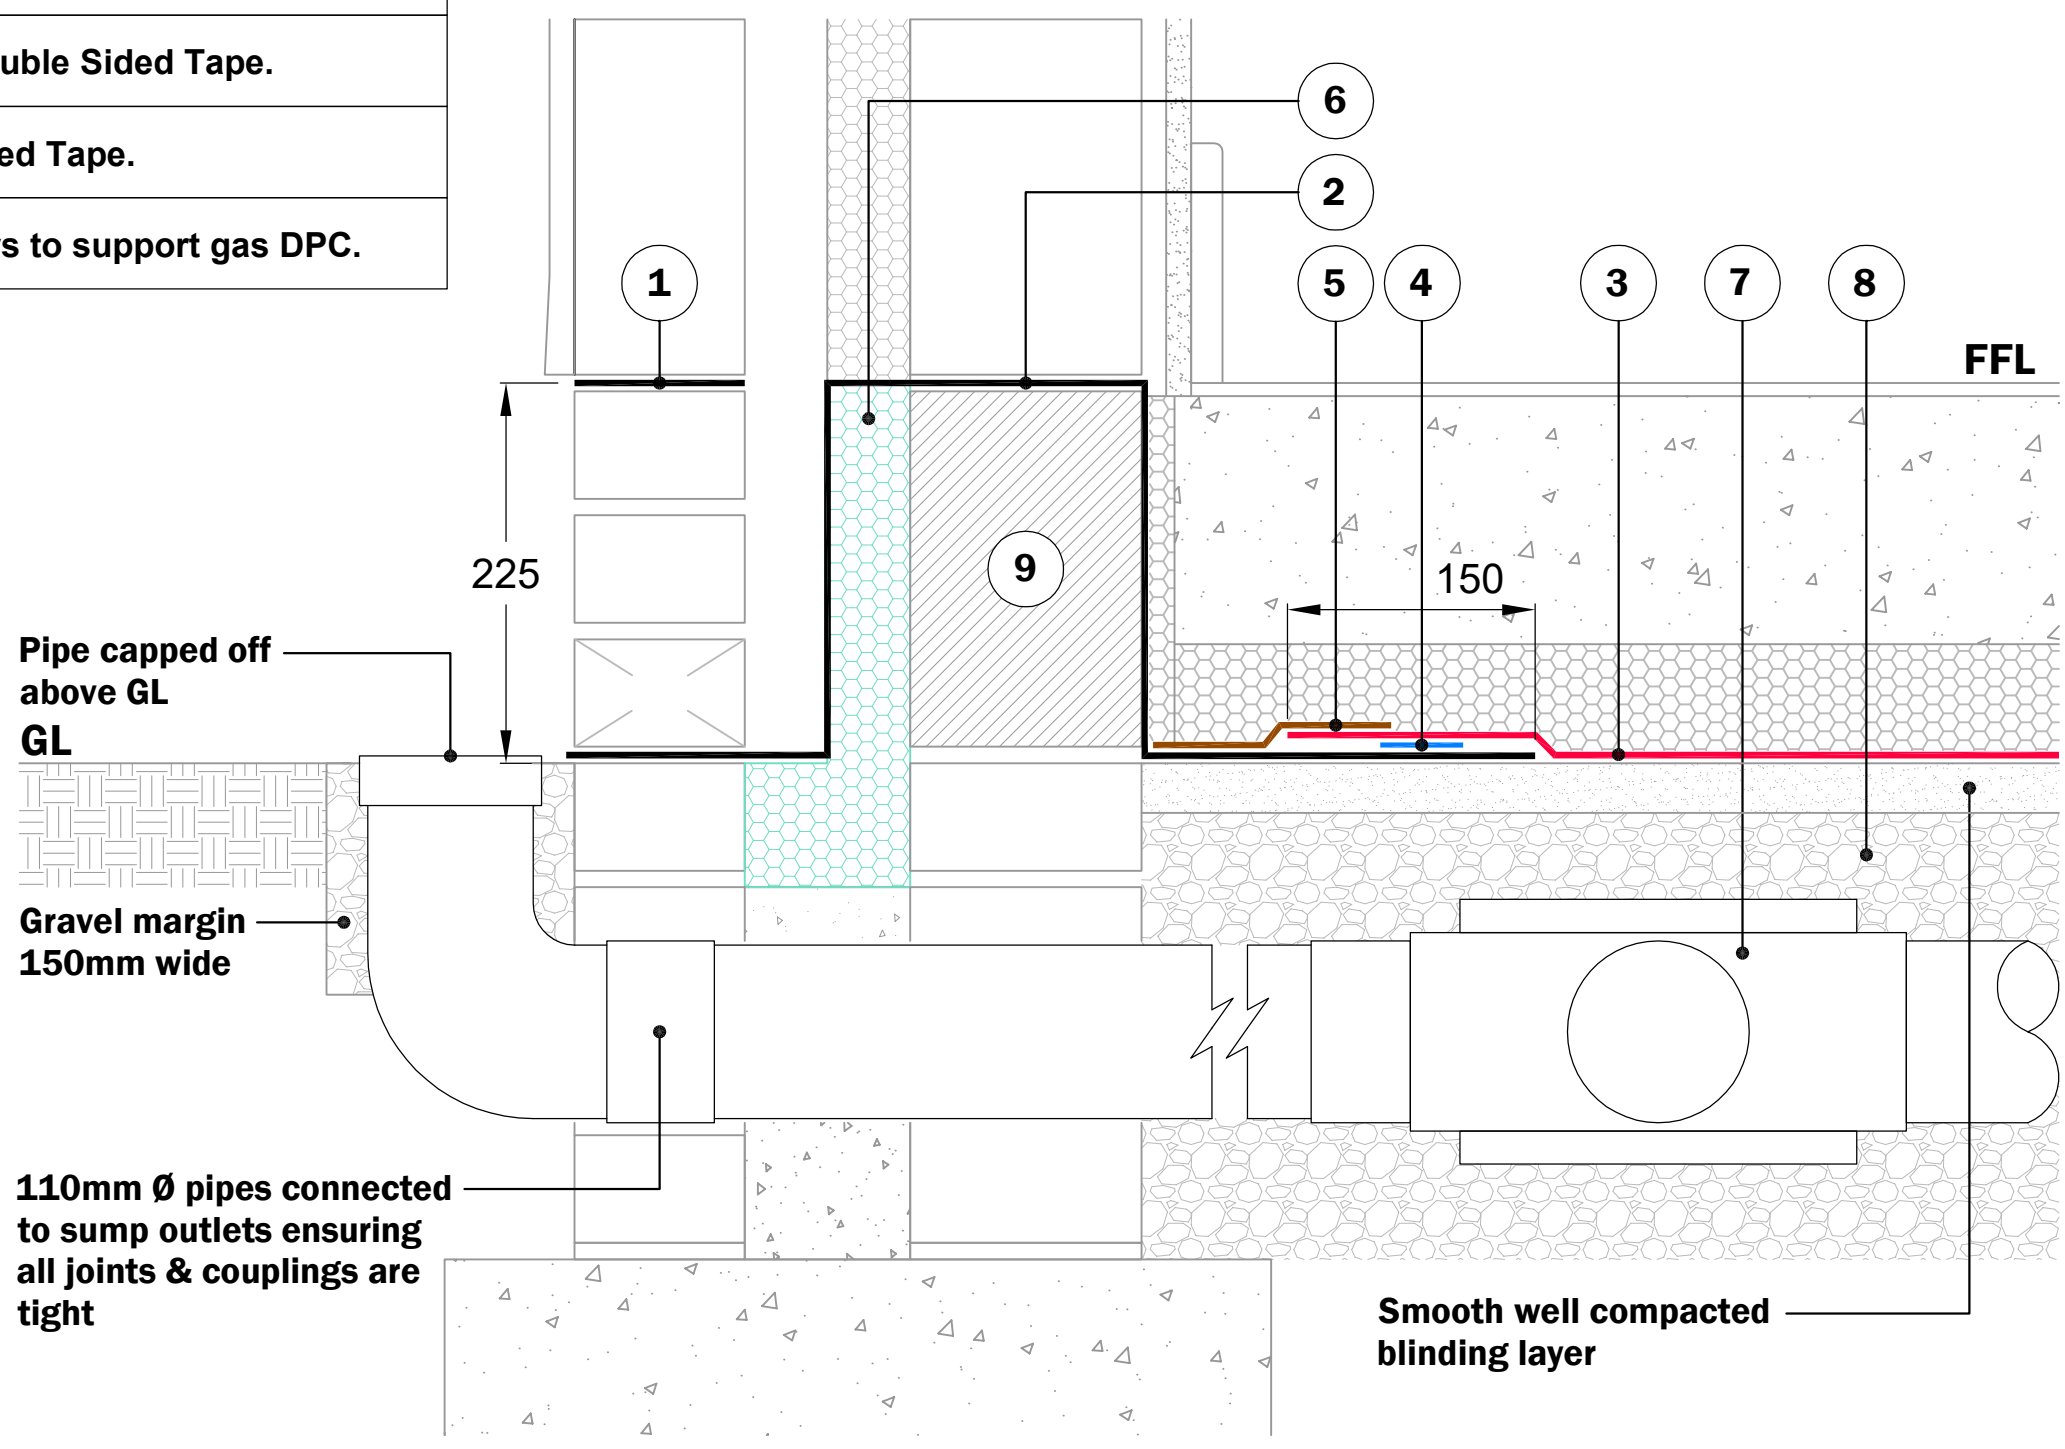 uble Sided Tape.
ed Tape.
s to support gas DPC.
6
2
1
5
4
3
7
8
FFL
9
225
150
Pipe capped off
above GL
GL
Gravel margin
150mm wide
110mm Ø pipes connected
to sump outlets ensuring
all joints & couplings are
tight
Smooth well compacted
blinding layer